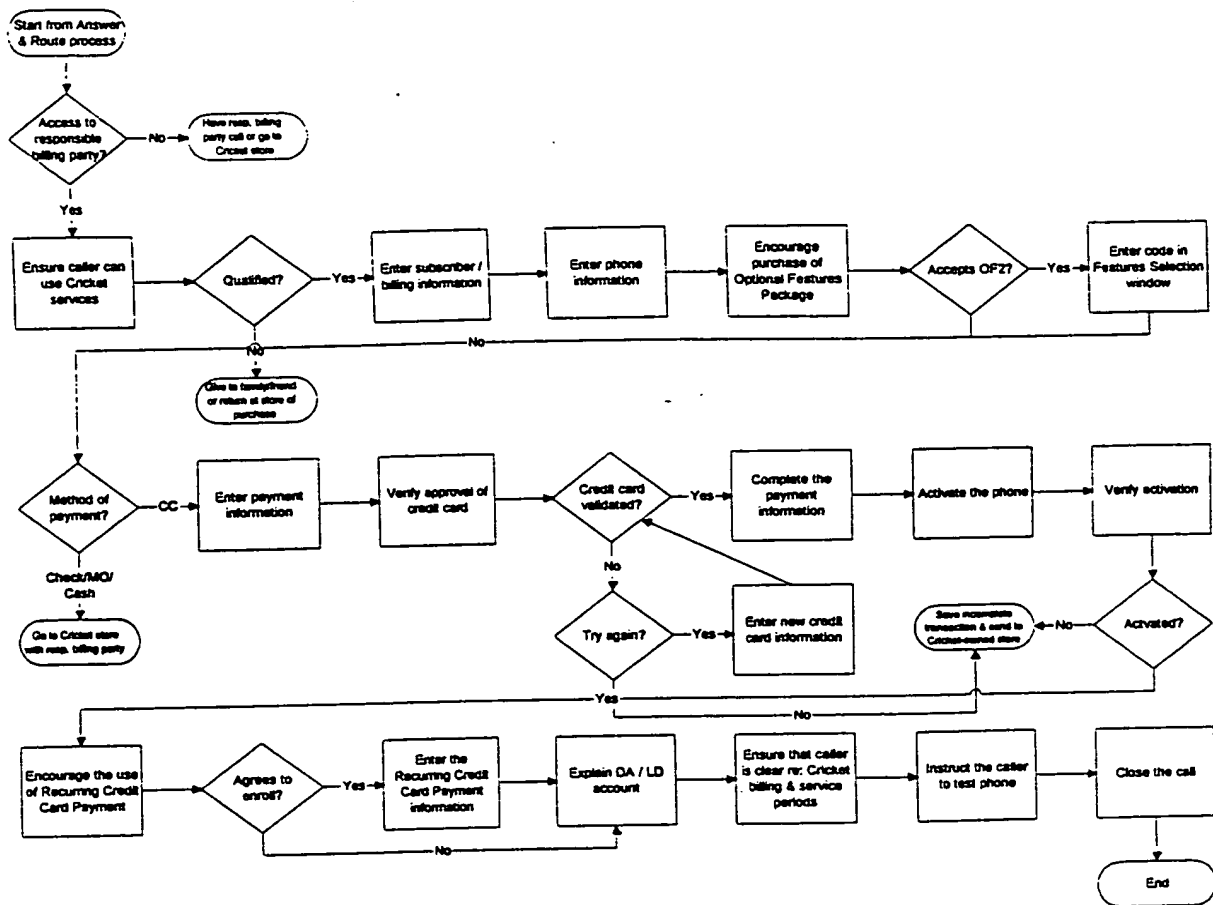 Start from Answer
& Route process
Access to
responsible
billing party?
No
Have resp. billing
party call or go to
Cricket store
Yes
Ensure caller can
use Cricket
services
Qualified?
Yes
Enter subscriber /
billing information
Enter phone
information
Encourage
purchase of
Optional Features
Package
Accepts OF2?
Yes
Enter code in
Features Selection
window
No
No
Give to family/friend
or return at store of
purchase
Method of
payment?
CC
Enter payment
information
Verify approval of
credit card
Credit card
validated?
Yes
Complete the
payment
information
Activate the phone
Verify activation
Check/MO/
Cash
Go to Cricket store
with resp. billing party
No
Try again?
Yes
Enter new credit
card information
Save incomplete
transaction & send to
Cricket-owned store
No
Activated?
Yes
No
Encourage the use
of Recurring Credit
Card Payment
Agrees to
enroll?
Yes
Enter the
Recurring Credit
Card Payment
information
Explain DA / LD
account
Ensure that caller
is clear re: Cricket
billing & service
periods
Instruct the caller
to test phone
Close the call
No
End